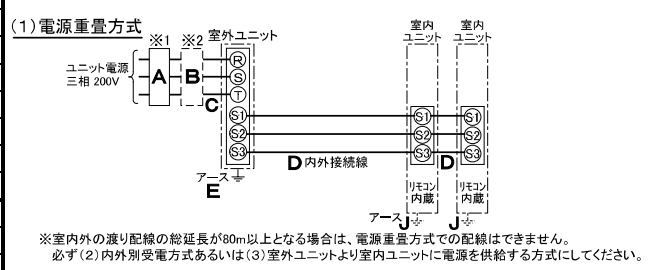 (1)電源重畳方式
※1 ※2 室外ユニット
室内
ユニット
室内
ユニット
ユニット電源
三相 200V
A B
C
R
S
T
S1 S1 S1
S2 S2 S2
S3 S3 S3
D 内外接続線
D
アース
E
リモコン
内蔵
リモコン
内蔵
アース J J
※室内外の渡り配線の総延長が80m以上となる場合は、電源重畳方式での配線はできません。
必ず(2)内外別受電方式あるいは(3)室外ユニットより室内ユニットに電源を供給する方式にしてください。